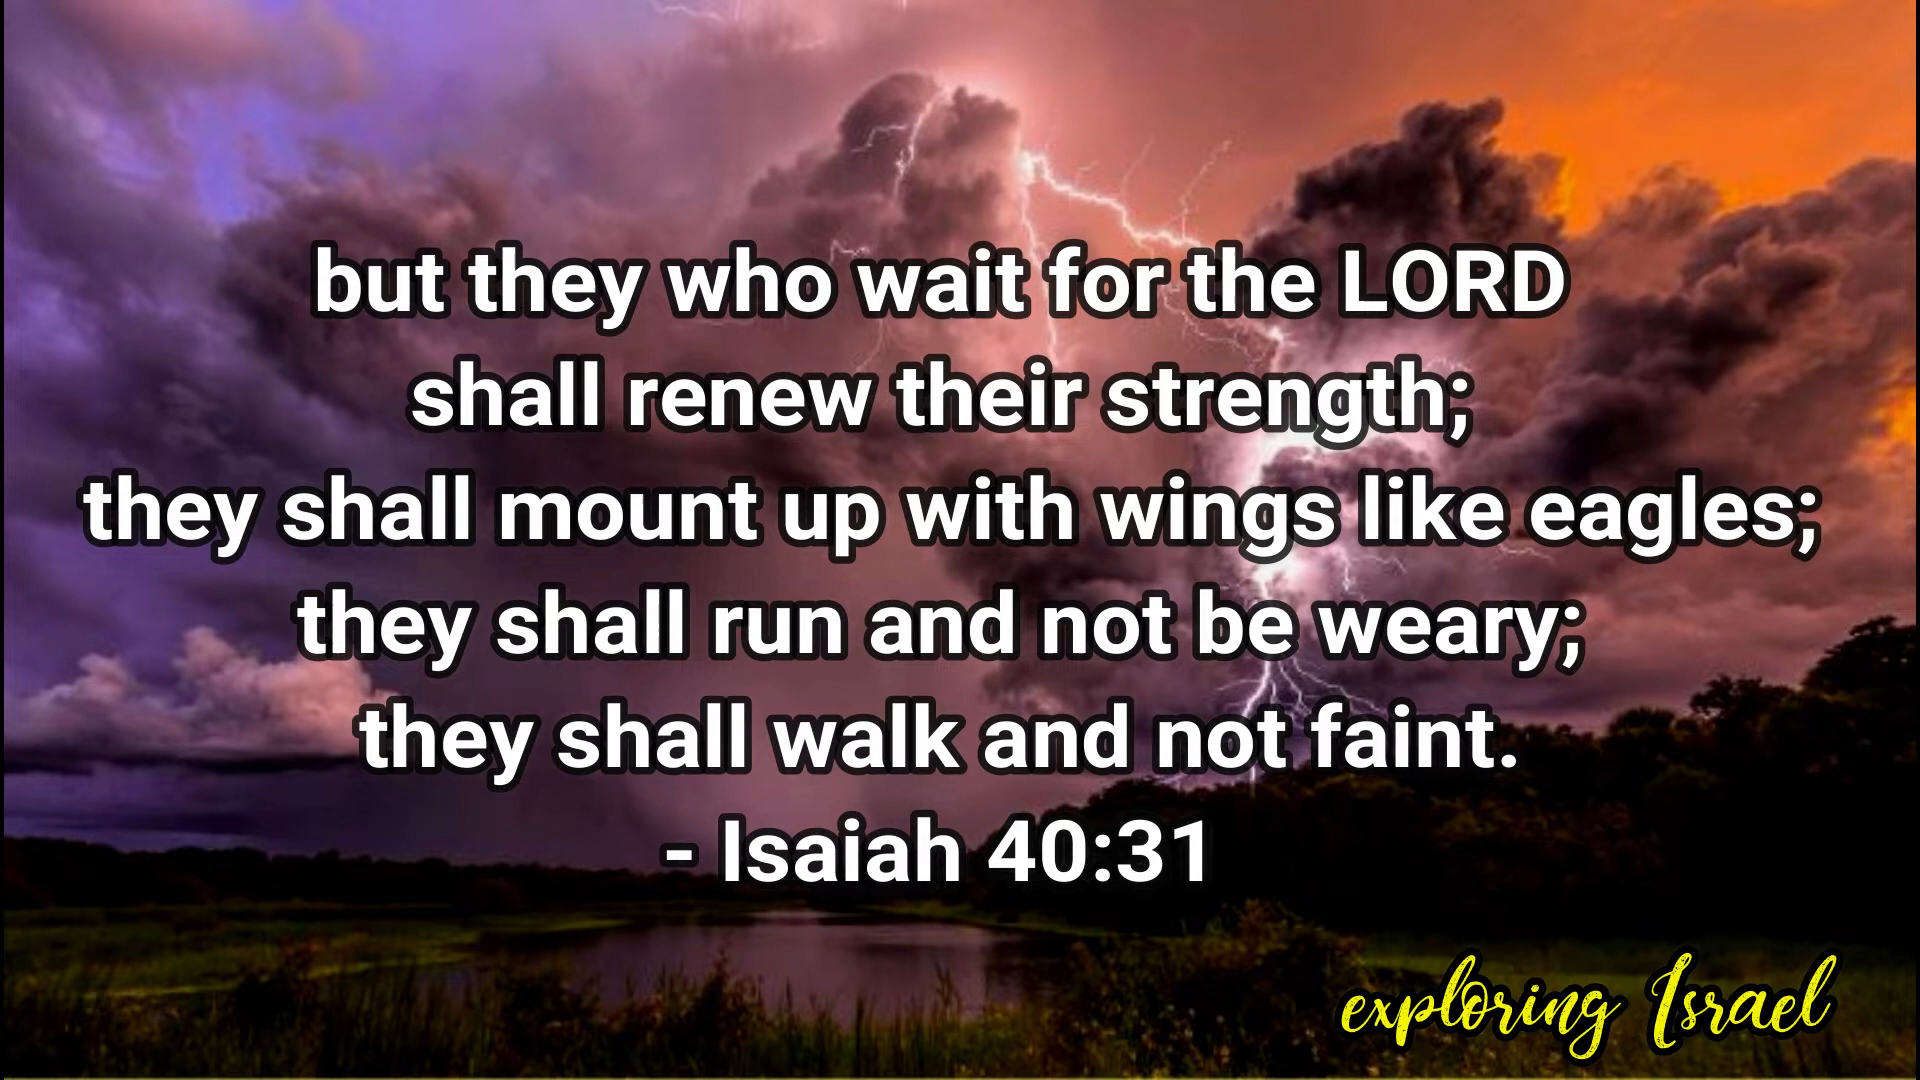 but they who wait for the LORD
shall renew their strength;
they shall mount up with wings like eagles;
they shall run and not be weary;
they shall walk and not faint.
- Isaiah 40:31
exploring Israel